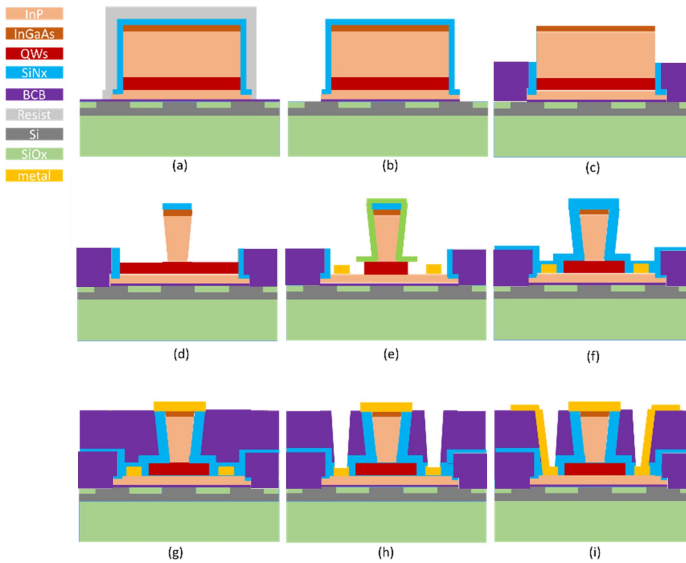 InP
InGaAs
QWs
SiNx
BCB
Resist
Si
SiOx
metal
(a)
(b)
(c)
(d)
(e)
(f)
(g)
(h)
(i)